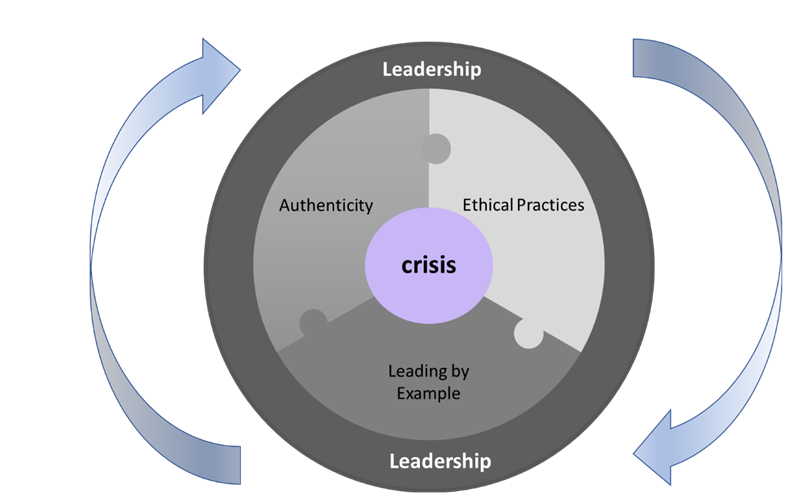 Leadership
Authenticity
Ethical Practices
crisis
Leading by
Example
Leadership